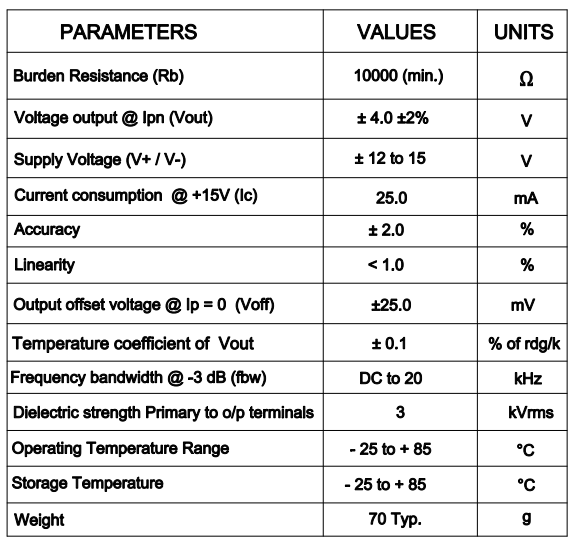 PARAMETERS VALUES UNITS
Burden Resistance (Rb) 10000 (min.) Ω
Voltage output @ Ipn (Vout) ± 4.0 ±2% V
Supply Voltage (V+ / V-) ± 12 to 15 V
Current consumption @ +15V (Ic) 25.0 mA
Accuracy ± 2.0 %
Linearity < 1.0 %
Output offset voltage @ Ip = 0 (Voff) ±25.0 mV
Temperature coefficient of Vout ± 0.1 % of rdg/k
Frequency bandwidth @ -3 dB (fbw) DC to 20 kHz
Dielectric strength Primary to o/p terminals 3 kVrms
Operating Temperature Range - 25 to + 85 °C
Storage Temperature - 25 to + 85 °C
Weight 70 Typ. g